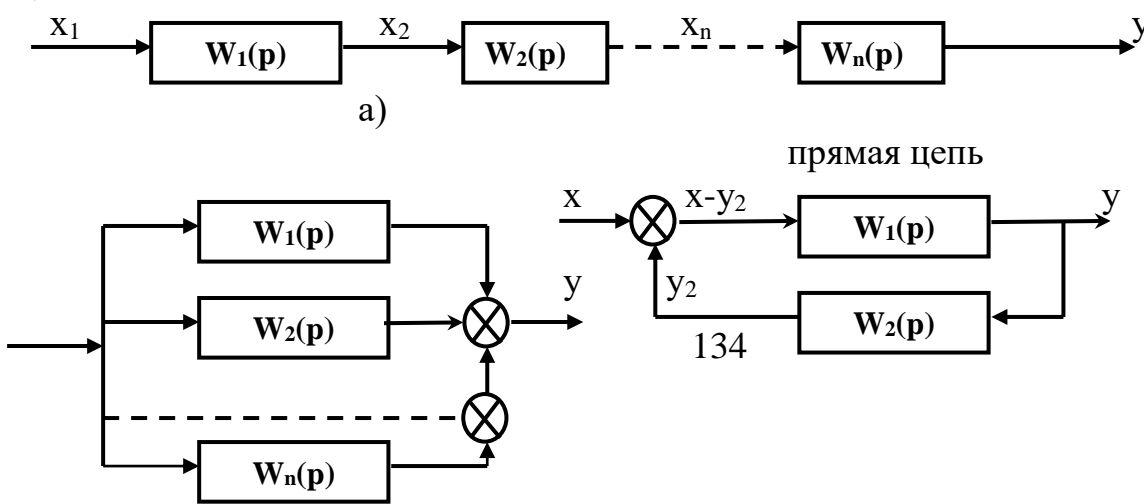 x₁ W₁(p) x₂ W₂(p) xₙ Wₙ(p) y
а)
прямая цепь
x x-y₂ W₁(p) y
W₁(p)
y
y₂ W₂(p)
W₂(p)
134
Wₙ(p)